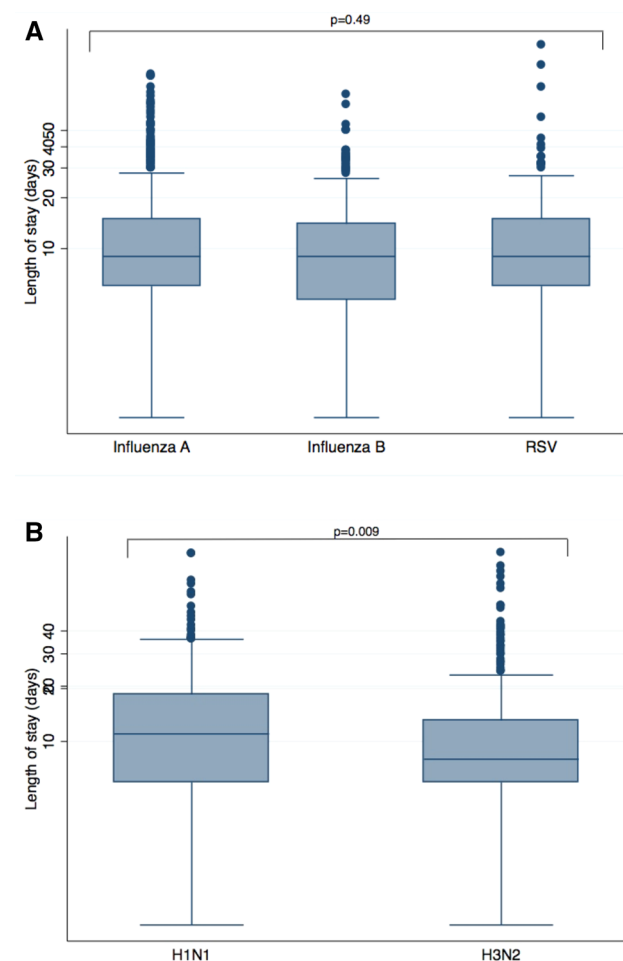 A
p=0.49
Length of stay (days)
4050
30
20
10
Influenza A
Influenza B
RSV
B
p=0.009
Length of stay (days)
40
30
20
10
H1N1
H3N2